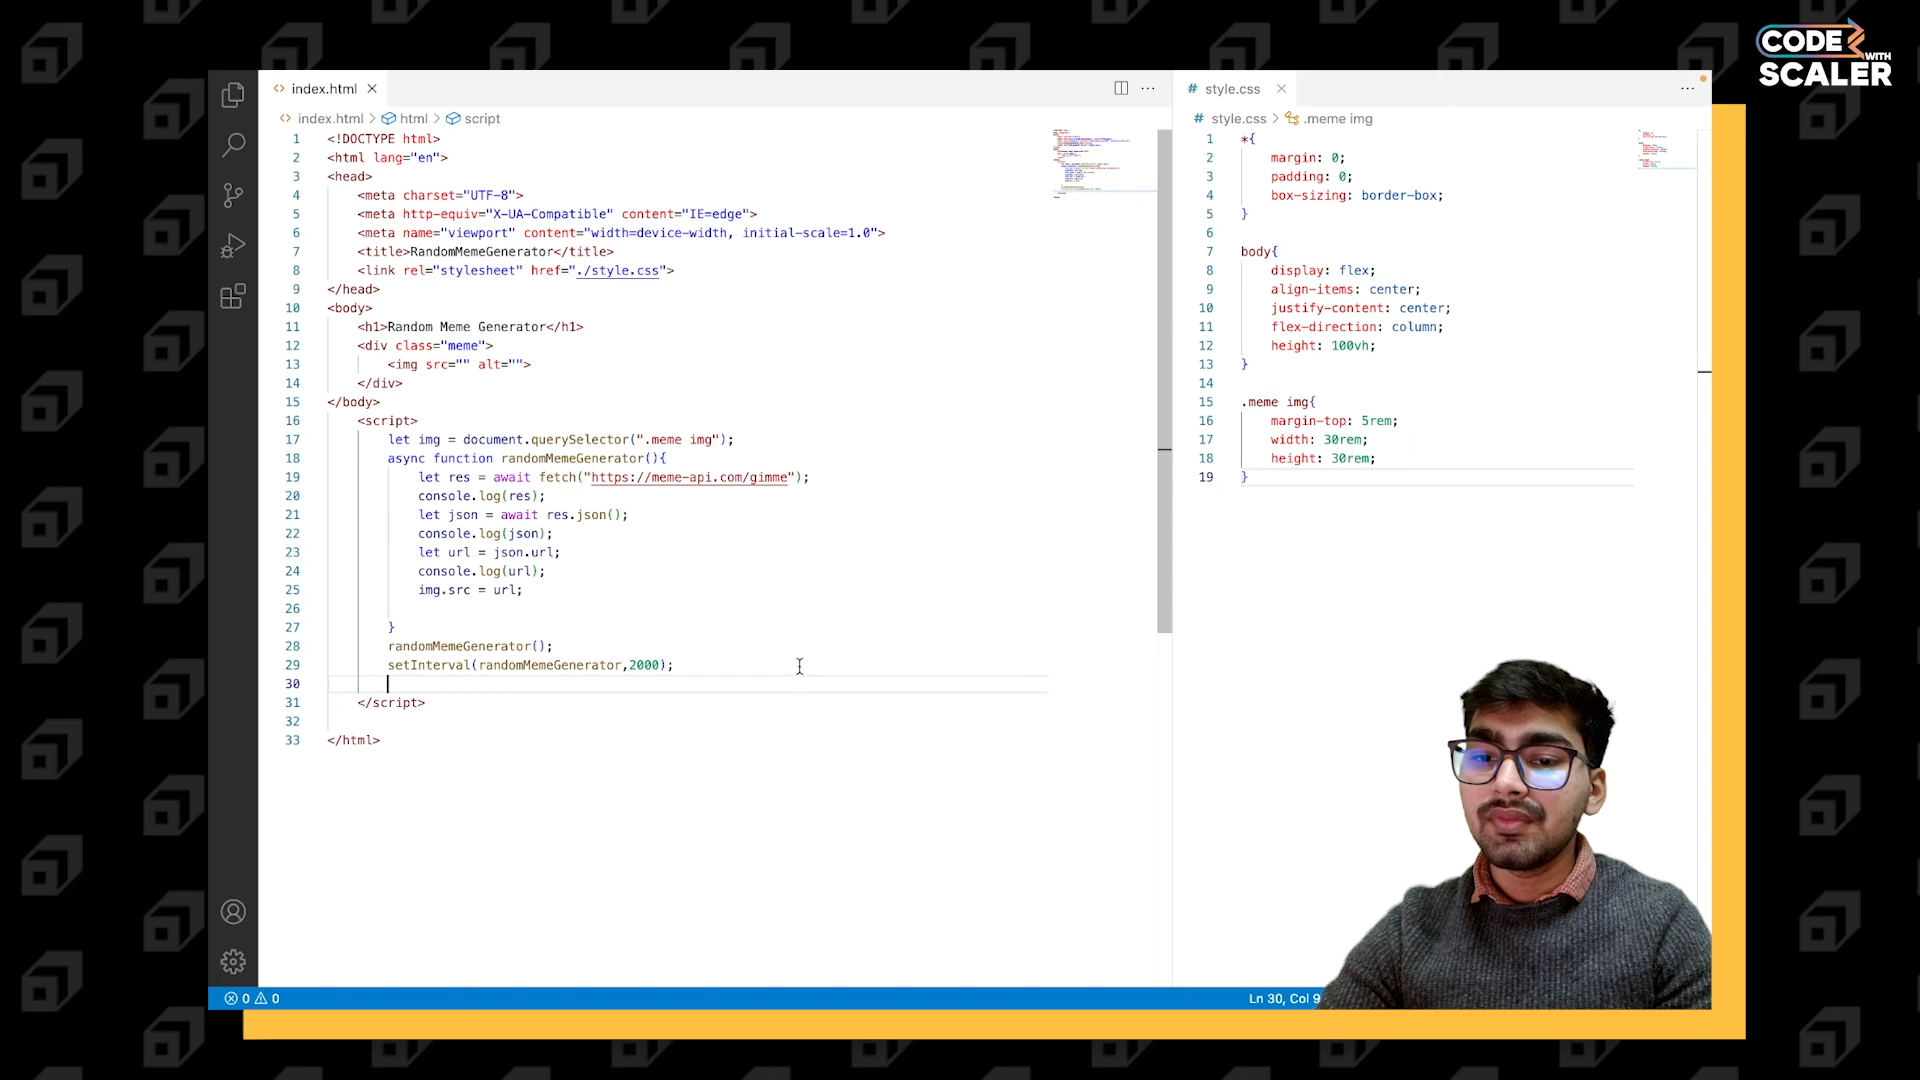 CODE WITH
SCALER
index.html
style.css
index.html > html > script
style.css > .meme img
1 <!DOCTYPE html>
2 <html lang="en">
3 <head>
4 <meta charset="UTF-8">
5 <meta http-equiv="X-UA-Compatible" content="IE=edge">
6 <meta name="viewport" content="width=device-width, initial-scale=1.0">
7 <title>RandomMemeGenerator</title>
8 <link rel="stylesheet" href="./style.css">
9 </head>
10 <body>
11 <h1>Random Meme Generator</h1>
12 <div class="meme">
13 <img src="" alt="">
14 </div>
15 </body>
16 <script>
17 let img = document.querySelector(".meme img");
18 async function randomMemeGenerator(){
19 let res = await fetch("https://meme-api.com/gimme");
20 console.log(res);
21 let json = await res.json();
22 console.log(json);
23 let url = json.url;
24 console.log(url);
25 img.src = url;
26
27 }
28 randomMemeGenerator();
29 setInterval(randomMemeGenerator,2000);
30
31 </script>
32
33 </html>
1 *{
2 margin: 0;
3 padding: 0;
4 box-sizing: border-box;
5 }
6
7 body{
8 display: flex;
9 align-items: center;
10 justify-content: center;
11 flex-direction: column;
12 height: 100vh;
13 }
14
15 .meme img{
16 margin-top: 5rem;
17 width: 30rem;
18 height: 30rem;
19 }
0 0
Ln 30, Col 9